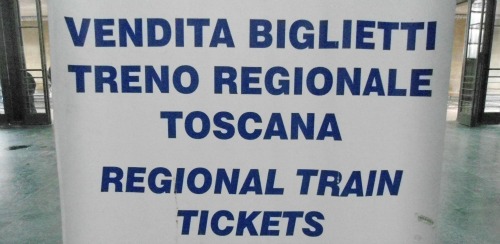 VENDITA BIGLIETTI
TRENO REGIONALE
TOSCANA
REGIONAL TRAIN
TICKETS